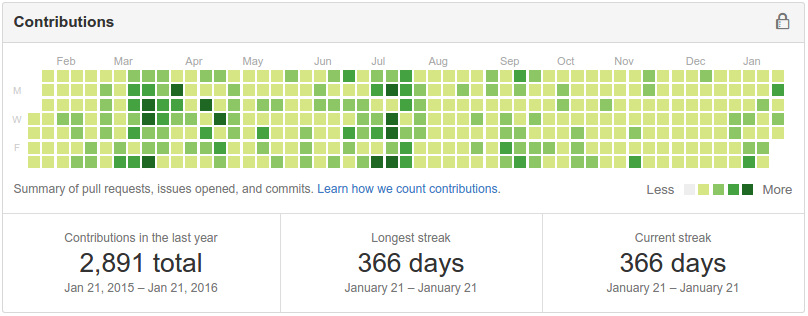 Contributions
Feb Mar Apr May Jun Jul Aug Sep Oct Nov Dec Jan
M
W
F
Summary of pull requests, issues opened, and commits. Learn how we count contributions.
Less More
Contributions in the last year
2,891 total
Jan 21, 2015 – Jan 21, 2016
Longest streak
366 days
January 21 – January 21
Current streak
366 days
January 21 – January 21